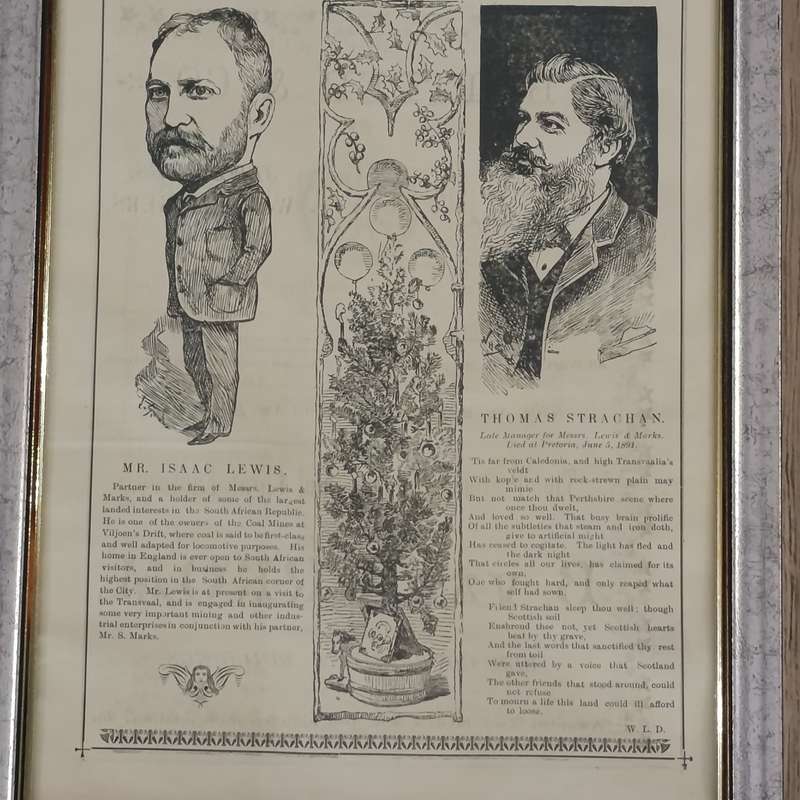 MR. ISAAC LEWIS.
Partner in the firm of Messrs. Lewis &
Marks, and a holder of some of the largest
landed interests in the South African Republic.
He is one of the owners of the Coal Mines at
Viljoen's Drift, where coal is said to be first-class
and well adapted for locomotive purposes. His
home in England is ever open to South African
visitors, and in business he holds the
highest position in the South African corner of
the City. Mr. Lewis is at present on a visit to
the Transvaal, and is engaged in inaugurating
some very important mining and other indus-
trial enterprises in conjunction with his partner,
Mr. S. Marks.
THOMAS STRACHAN.
Late Manager for Messrs. Lewis & Marks.
Died at Pretoria, June 5, 1891.
'Tis far from Caledonia, and high Transvaalia's
veldt
With kopje and with rock-strewn plain may
mimic
But not match that Perthshire scene where
once thou dwelt,
And loved so well. That busy brain prolific
Of all the subtleties that steam and iron doth,
give to artificial might
Has ceased to cogitate. The light has fled and
the dark night
That circles all our lives, has claimed for its
own,
One who fought hard, and only reaped what
self had sown.
Friend Strachan sleep thou well; though
Scottish soil
Enshroud thee not, yet Scottish hearts
beat by thy grave,
And the last words that sanctified thy rest
from toil
Were uttered by a voice that Scotland
gave,
The other friends that stood around, could
not refuse
To mourn a life this land could ill afford
to loose.
W. L. D.